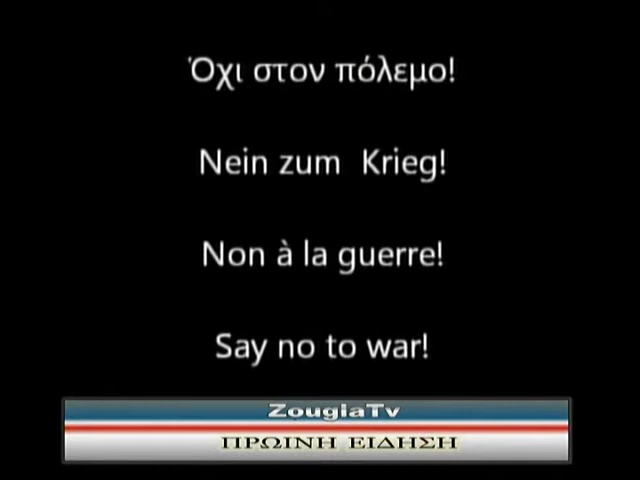 Όχι στον πόλεμο!
Nein zum Krieg!
Non à la guerre!
Say no to war!
ZougiaTv
ΠΡΩΙΝΗ ΕΙΔΗΣΗ